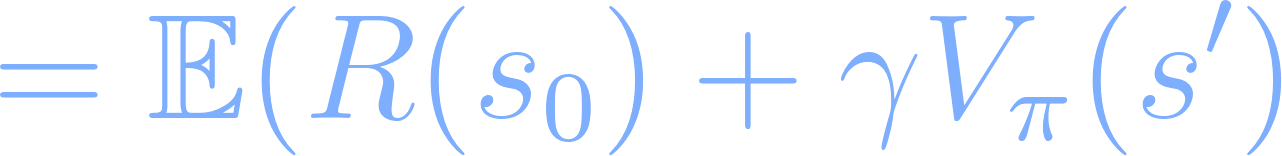 = 𝔼(R(s₀) + γV_π(s′)